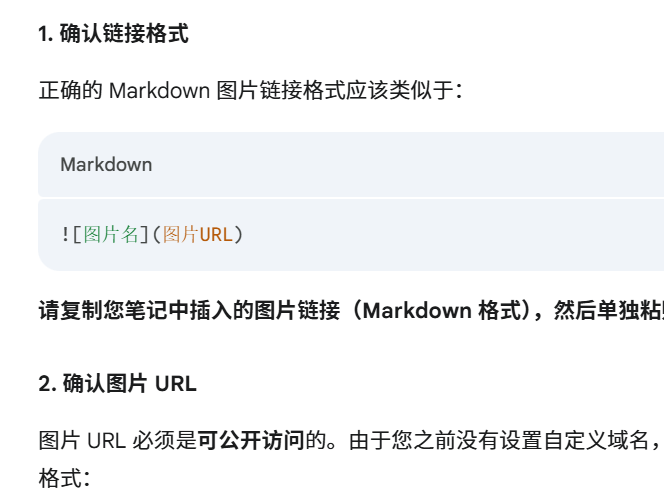 1. 确认链接格式
正确的 Markdown 图片链接格式应该类似于：
Markdown
![图片名](图片URL)
请复制您笔记中插入的图片链接（Markdown 格式），然后单独粘
2. 确认图片 URL
图片 URL 必须是可公开访问的。由于您之前没有设置自定义域名，
格式：